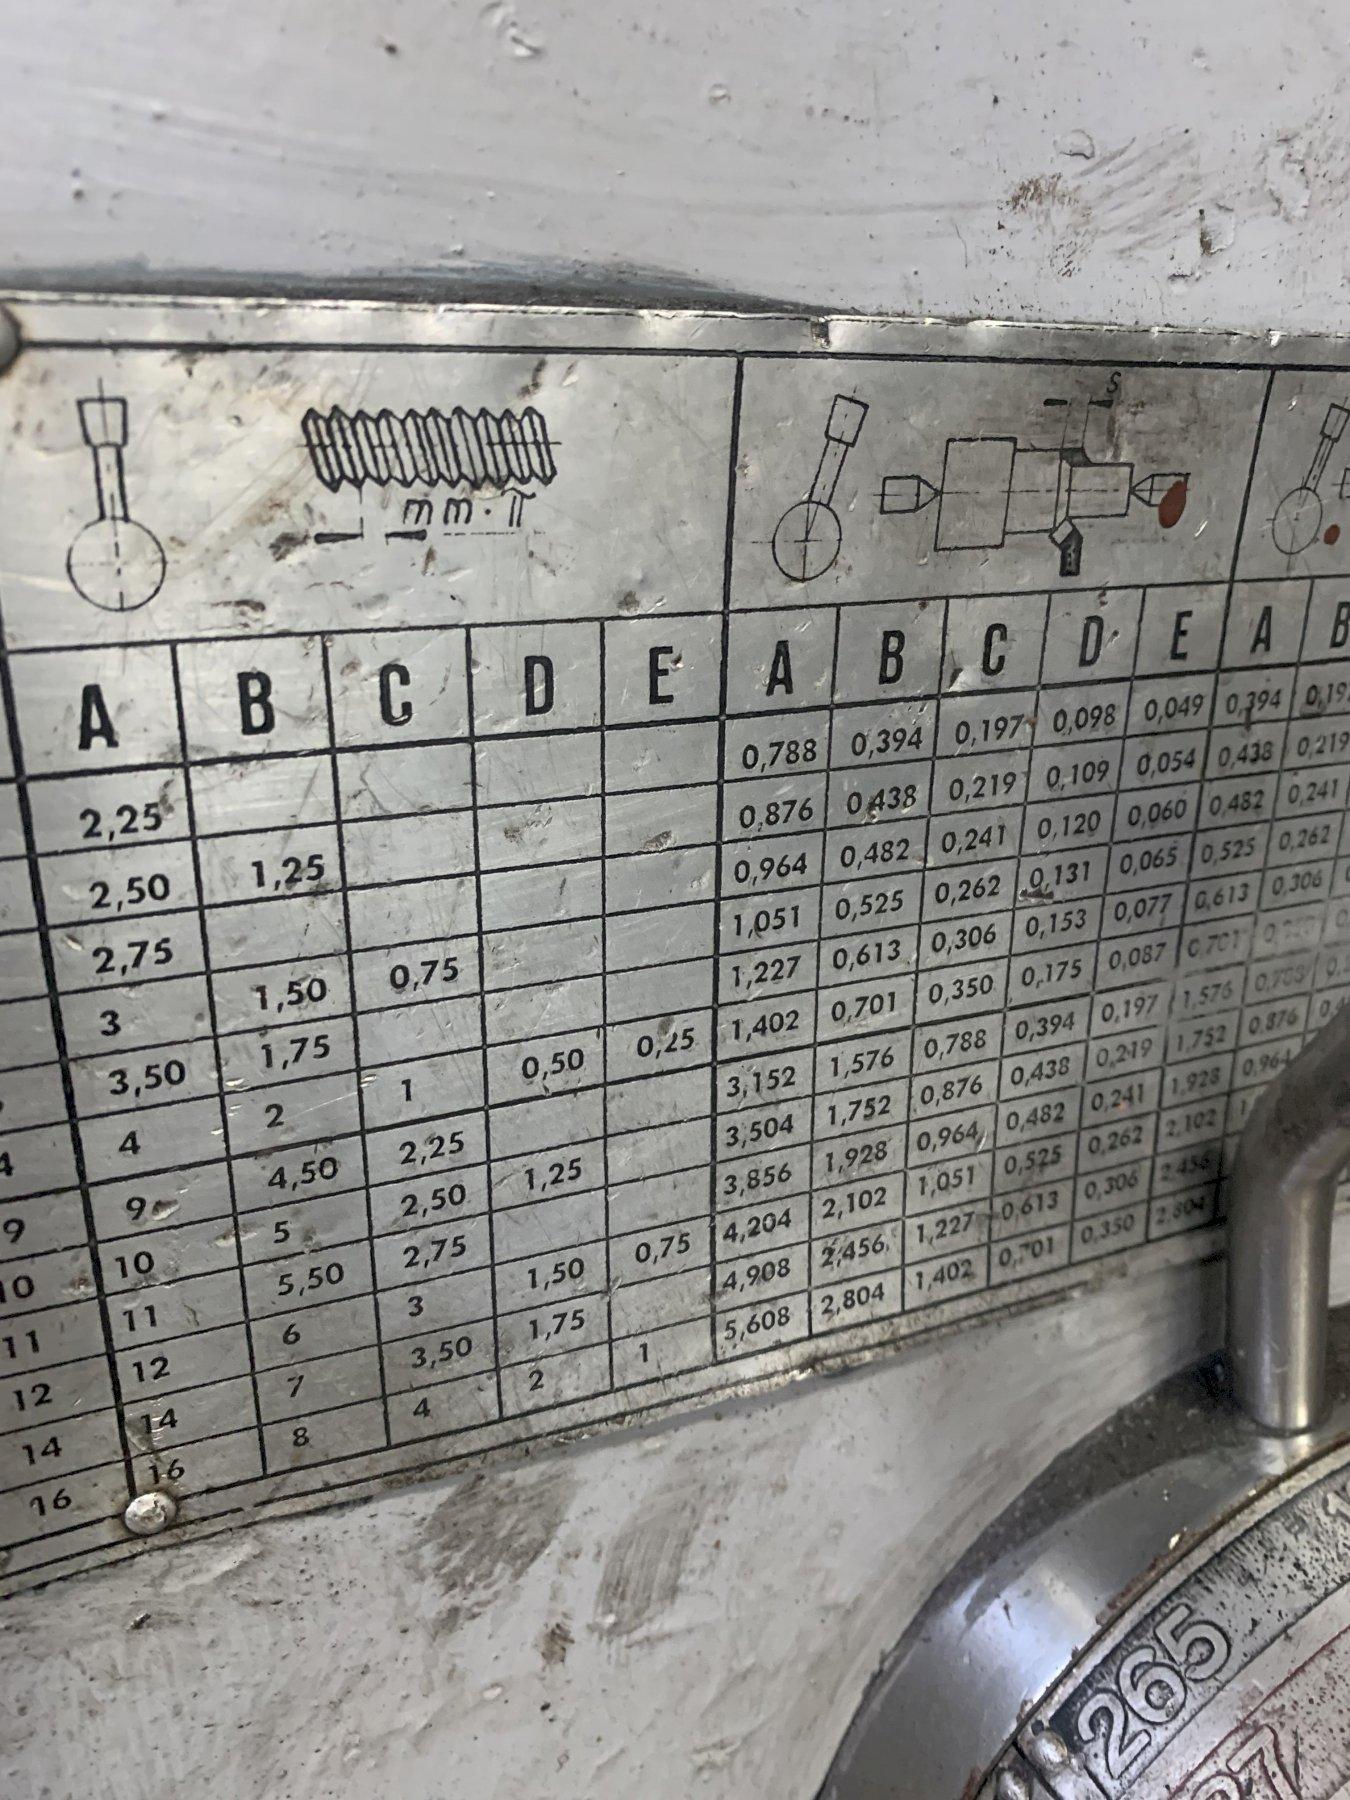 S
mm·π
A B C D E A B C D E A B
2,25 0,788 0,394 0,197 0,098 0,049 0,394
2,50 1,25 0,876 0,438 0,219 0,109 0,054 0,438 0,219
2,75 0,964 0,482 0,241 0,120 0,060 0,482 0,241
3 1,50 0,75 1,051 0,525 0,262 0,131 0,065 0,525 0,262
3,50 1,75 1,227 0,613 0,306 0,153 0,077 0,613 0,306
4 4 2 1 0,50 0,25 1,402 0,701 0,350 0,175 0,087 0,701
9 9 4,50 2,25 3,152 1,576 0,788 0,394 0,197 1,576 0,788
10 10 5 2,50 1,25 3,504 1,752 0,876 0,438 0,219 1,752 0,876
11 11 5,50 2,75 3,856 1,928 0,964 0,482 0,241 1,928 0,964
12 12 6 3 1,50 0,75 4,204 2,102 1,051 0,525 0,262 2,102
14 14 7 3,50 1,75 4,908 2,456 1,227 0,613 0,306 2,456
16 16 8 4 2 1 5,608 2,804 1,402 0,701 0,350 2,804
265